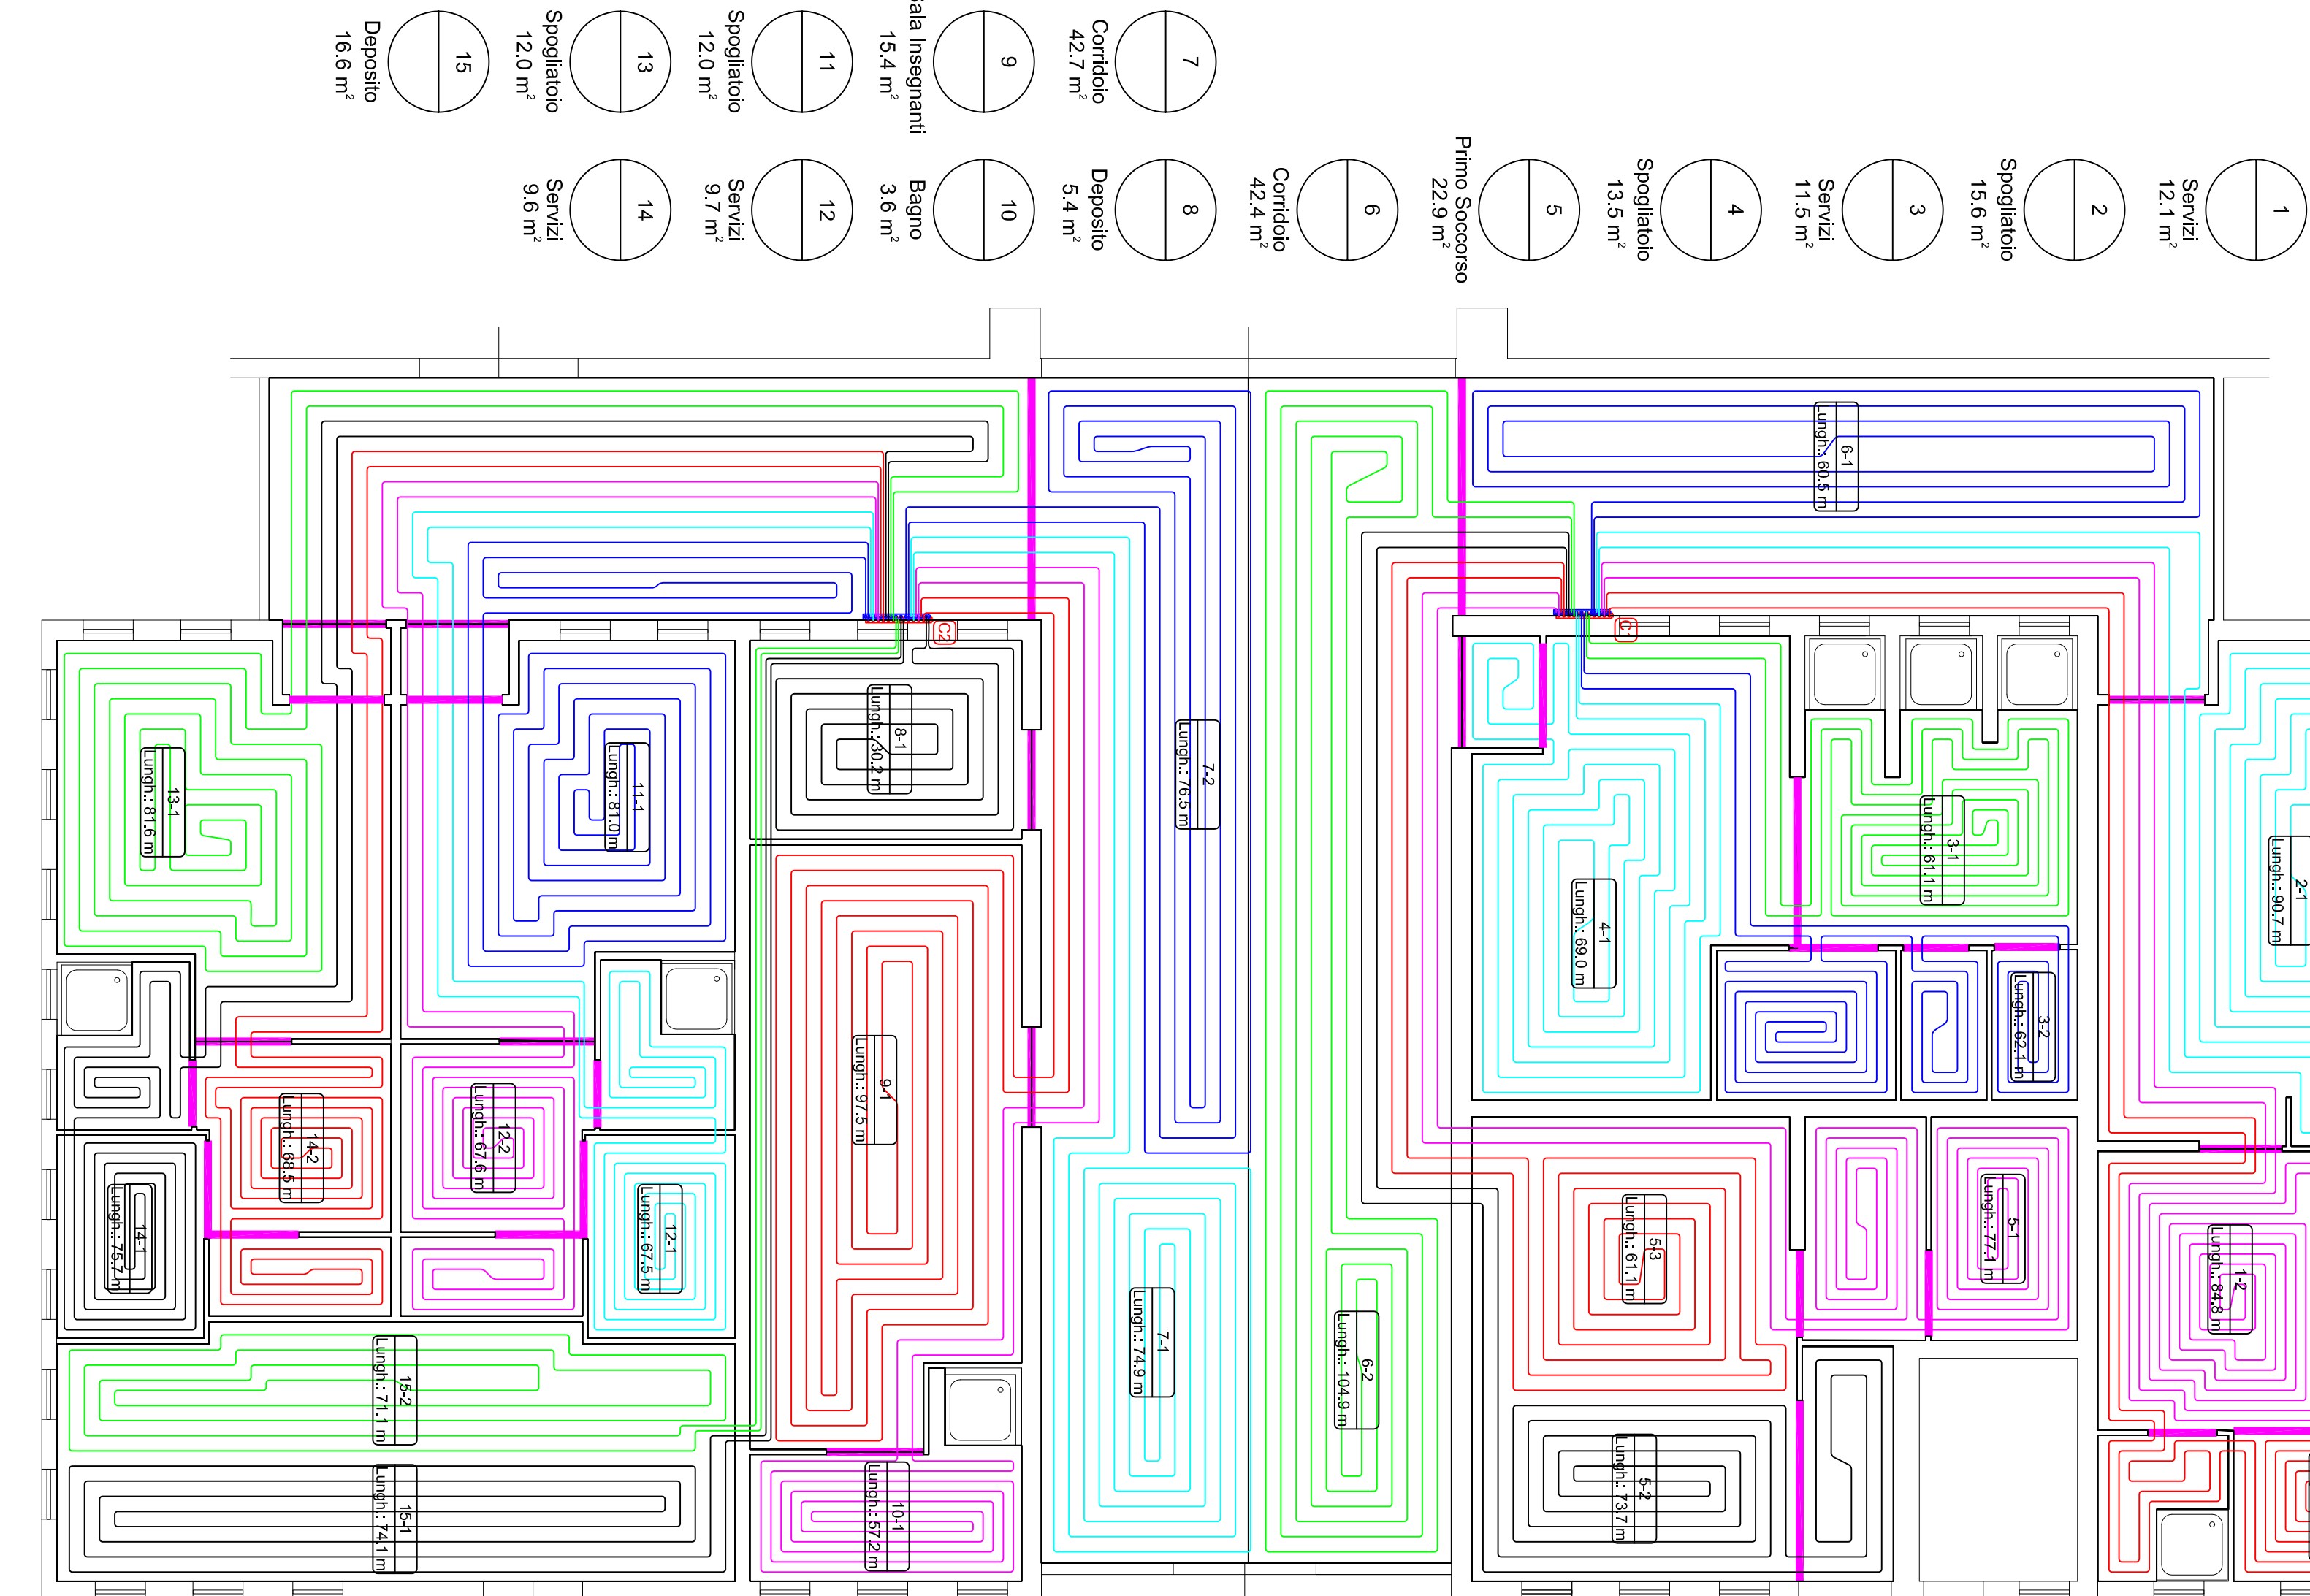 1
Servizi
12.1 m²
2
Spogliatoio
15.6 m²
3
Servizi
11.5 m²
4
Spogliatoio
13.5 m²
5
Primo Soccorso
22.9 m²
6
Corridoio
42.4 m²
7
Corridoio
42.7 m²
8
Deposito
5.4 m²
9
Sala Insegnanti
15.4 m²
10
Bagno
3.6 m²
11
Spogliatoio
12.0 m²
12
Servizi
9.7 m²
13
Spogliatoio
12.0 m²
14
Servizi
9.6 m²
15
Deposito
16.6 m²
6-1
Lungh.: 60.5 m
C1
C2
2-1
Lungh.: 90.7 m
3-1
Lungh.: 61.1 m
3-2
Lungh.: 62.1 m
4-1
Lungh.: 69.0 m
7-2
Lungh.: 76.5 m
8-1
Lungh.: 30.2 m
11-1
Lungh.: 81.0 m
13-1
Lungh.: 81.6 m
9-1
Lungh.: 97.5 m
12-2
Lungh.: 67.6 m
14-2
Lungh.: 68.5 m
12-1
Lungh.: 67.5 m
14-1
Lungh.: 75.7 m
1-2
Lungh.: 84.8 m
5-1
Lungh.: 77.1 m
5-3
Lungh.: 61.1 m
6-2
Lungh.: 104.9 m
7-1
Lungh.: 74.9 m
15-2
Lungh.: 71.1 m
5-2
Lungh.: 73.7 m
10-1
Lungh.: 57.2 m
15-1
Lungh.: 74.1 m